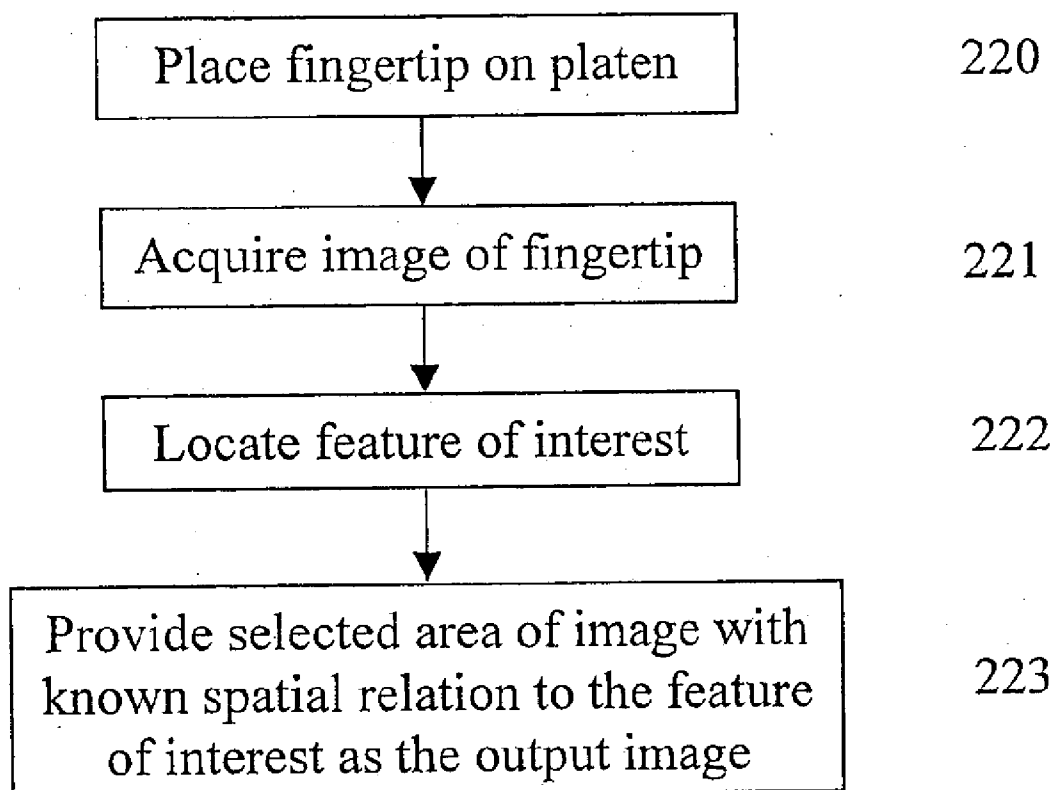 Place fingertip on platen 220
Acquire image of fingertip 221
Locate feature of interest 222
Provide selected area of image with
known spatial relation to the feature 223
of interest as the output image